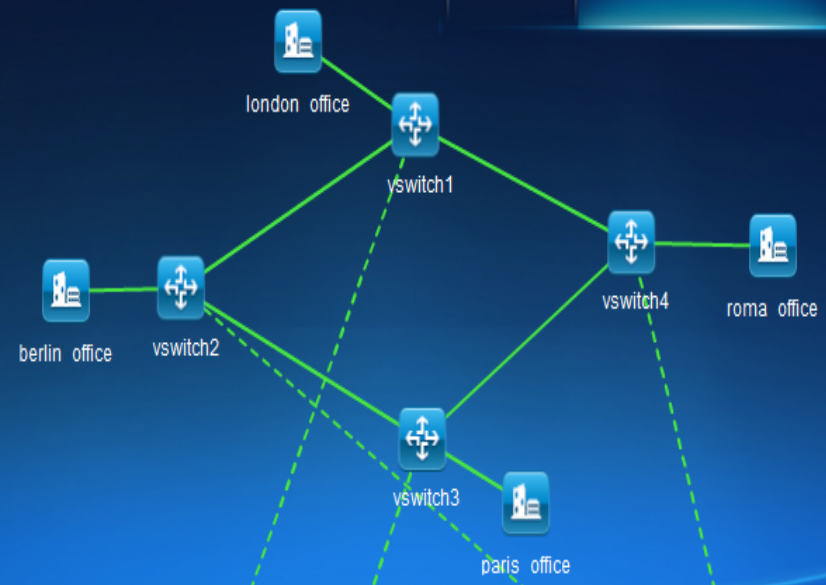 london office
vswitch1
vswitch4
roma office
berlin office
vswitch2
vswitch3
paris office